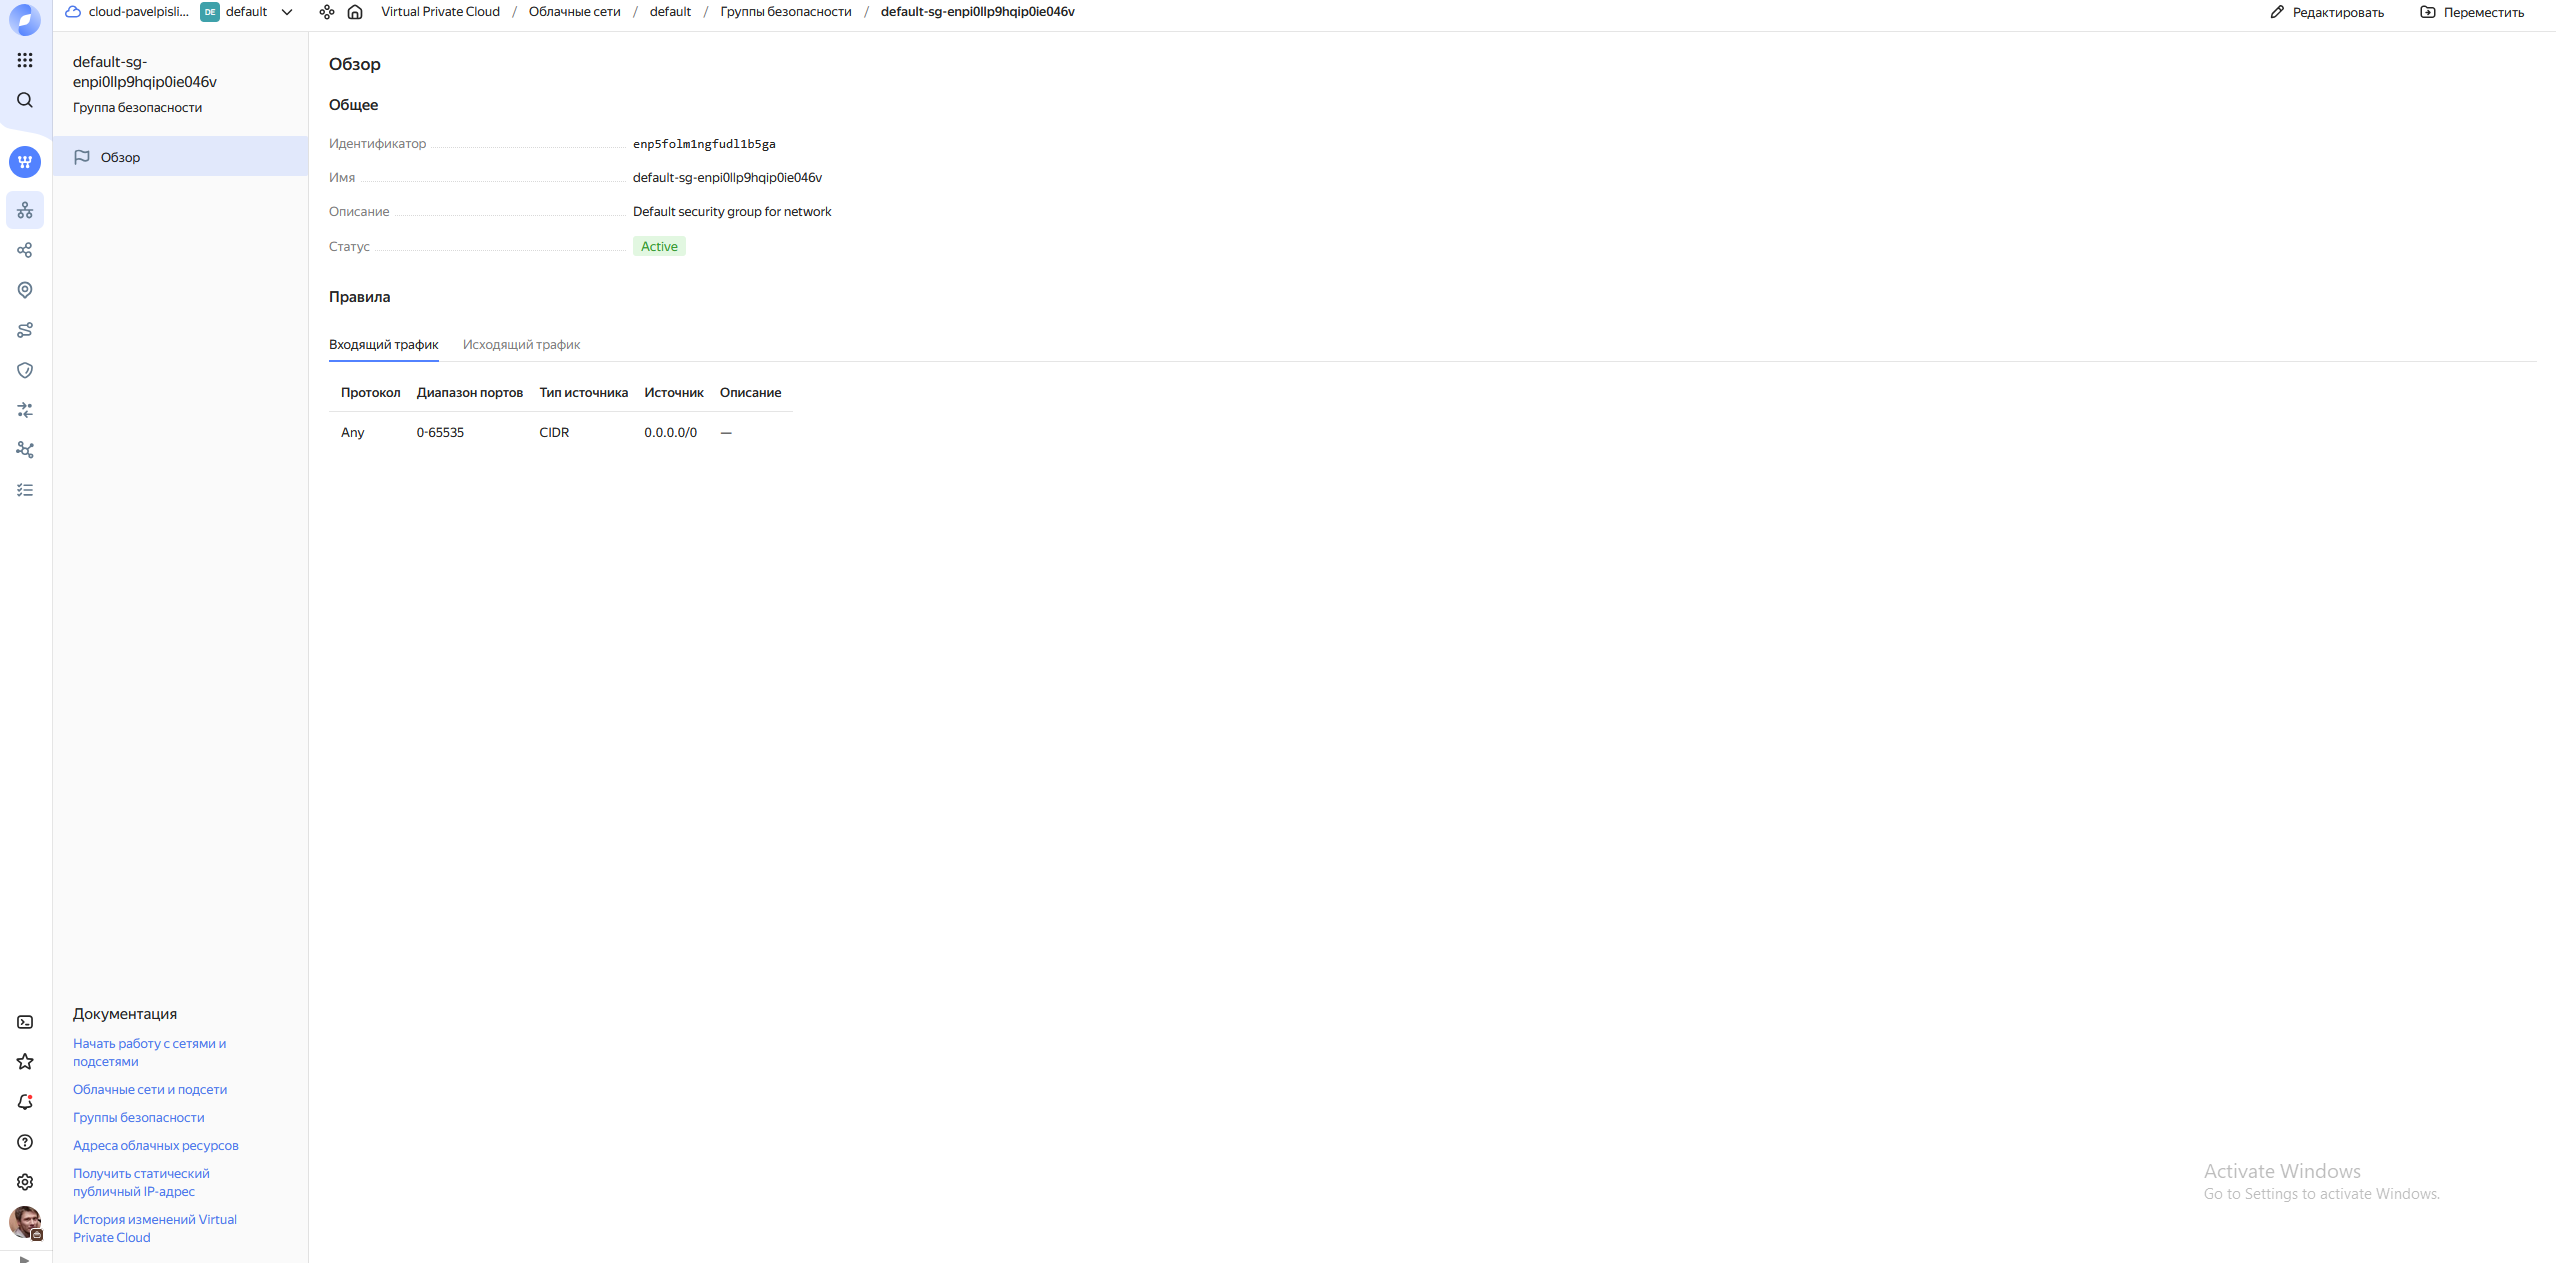 cloud-pavelpisli... DE default Virtual Private Cloud / Облачные сети / default / Группы безопасности / default-sg-enpi0llp9hqip0ie046v Редактировать Переместить
default-sg-
enpi0llp9hqip0ie046v
Группа безопасности
Обзор
Обзор
Общее
Идентификатор enp5folm1ngfudl1b5ga
Имя default-sg-enpi0llp9hqip0ie046v
Описание Default security group for network
Статус Active
Правила
Входящий трафик Исходящий трафик
Протокол Диапазон портов Тип источника Источник Описание
Any 0-65535 CIDR 0.0.0.0/0 —
Документация
Начать работу с сетями и
подсетями
Облачные сети и подсети
Группы безопасности
Адреса облачных ресурсов
Получить статический
публичный IP-адрес
История изменений Virtual
Private Cloud
Activate Windows
Go to Settings to activate Windows.